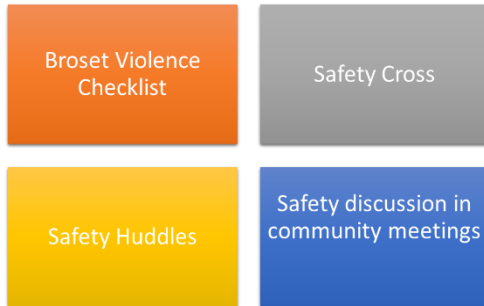 Broset Violence
Checklist
Safety Cross
Safety Huddles
Safety discussion in
community meetings